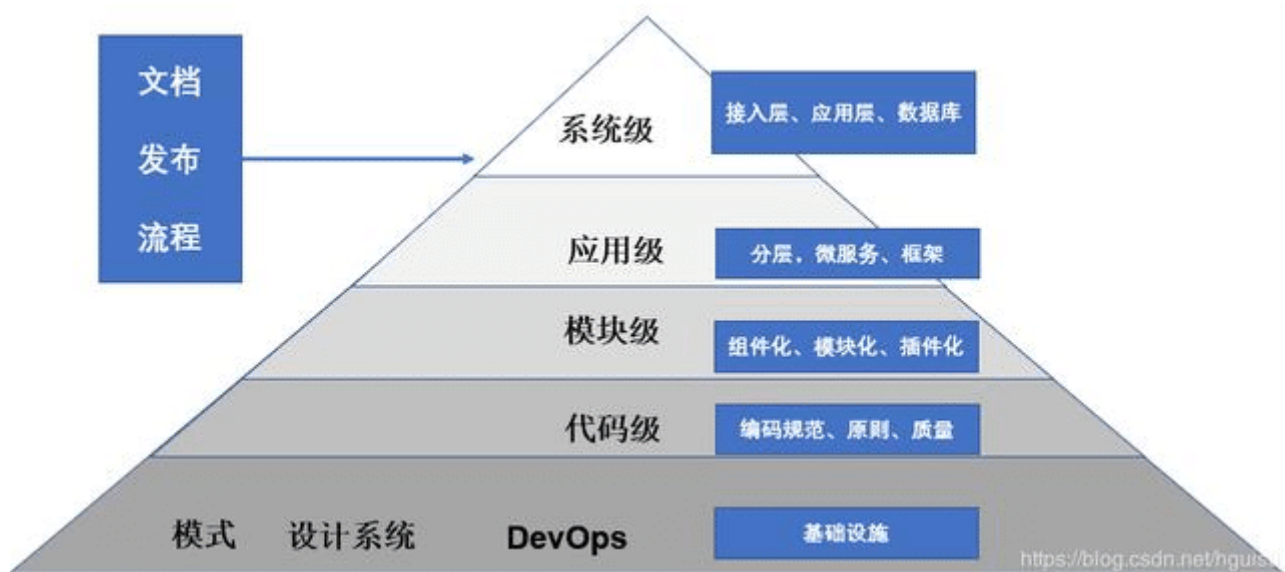 文档
发布
流程
系统级
接入层、应用层、数据库
应用级
分层，微服务、框架
模块级
组件化、模块化、插件化
代码级
编码规范、原则、质量
模式 设计系统 DevOps
基础设施
https://blog.csdn.net/hguis